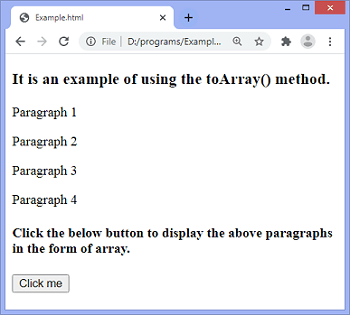 Example.html
File | D:/programs/Exampl...
It is an example of using the toArray() method.
Paragraph 1
Paragraph 2
Paragraph 3
Paragraph 4
Click the below button to display the above paragraphs
in the form of array.
Click me